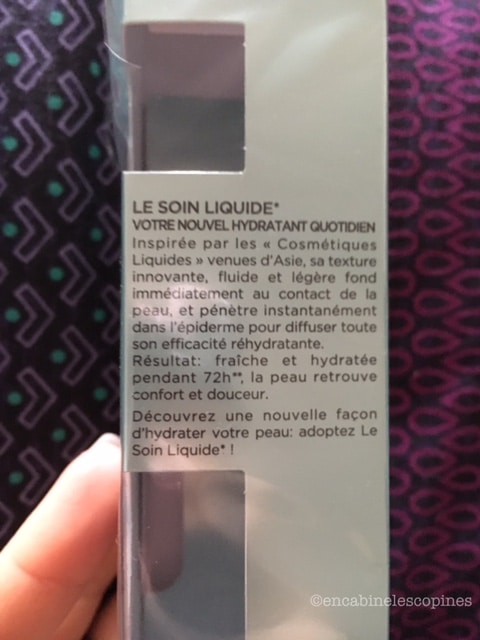 LE SOIN LIQUIDE*
VOTRE NOUVEL HYDRATANT QUOTIDIEN
Inspirée par les « Cosmétiques
Liquides » venues d'Asie, sa texture
innovante, fluide et légère fond
immédiatement au contact de la
peau, et pénètre instantanément
dans l'épiderme pour diffuser toute
son efficacité réhydratante.
Résultat: fraîche et hydratée
pendant 72h**, la peau retrouve
confort et douceur.
Découvrez une nouvelle façon
d'hydrater votre peau: adoptez Le
Soin Liquide* !
©encabinelescopines